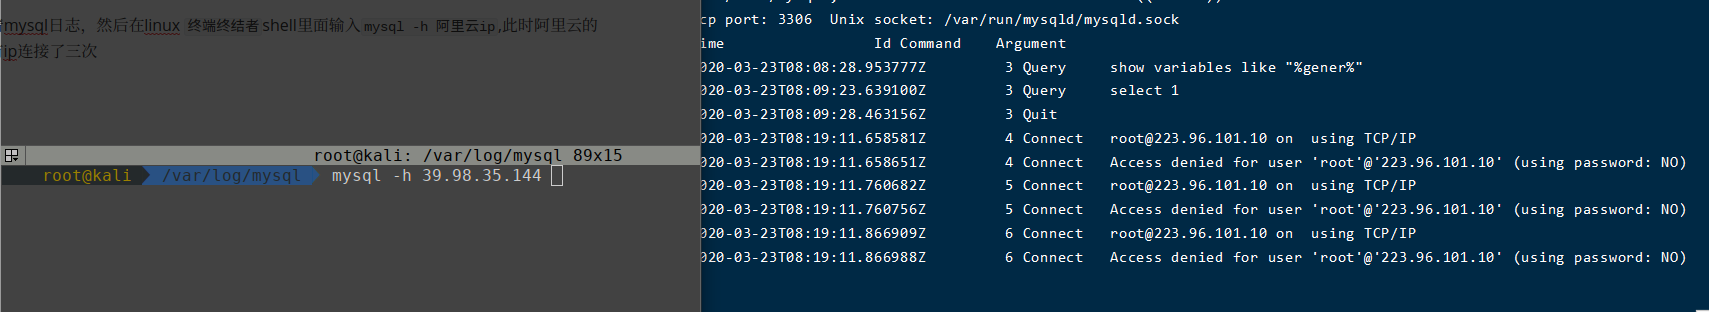 mysql日志，然后在linux 终端终结者shell里面输入 mysql -h 阿里云ip,此时阿里云的
ip连接了三次
root@kali: /var/log/mysql 89x15
root@kali /var/log/mysql mysql -h 39.98.35.144
cp port: 3306 Unix socket: /var/run/mysqld/mysqld.sock
ime Id Command Argument
020-03-23T08:08:28.953777Z 3 Query show variables like "%gener%"
020-03-23T08:09:23.639100Z 3 Query select 1
020-03-23T08:09:28.463156Z 3 Quit
020-03-23T08:19:11.658581Z 4 Connect root@223.96.101.10 on using TCP/IP
020-03-23T08:19:11.658651Z 4 Connect Access denied for user 'root'@'223.96.101.10' (using password: NO)
020-03-23T08:19:11.760682Z 5 Connect root@223.96.101.10 on using TCP/IP
020-03-23T08:19:11.760756Z 5 Connect Access denied for user 'root'@'223.96.101.10' (using password: NO)
020-03-23T08:19:11.866909Z 6 Connect root@223.96.101.10 on using TCP/IP
020-03-23T08:19:11.866988Z 6 Connect Access denied for user 'root'@'223.96.101.10' (using password: NO)